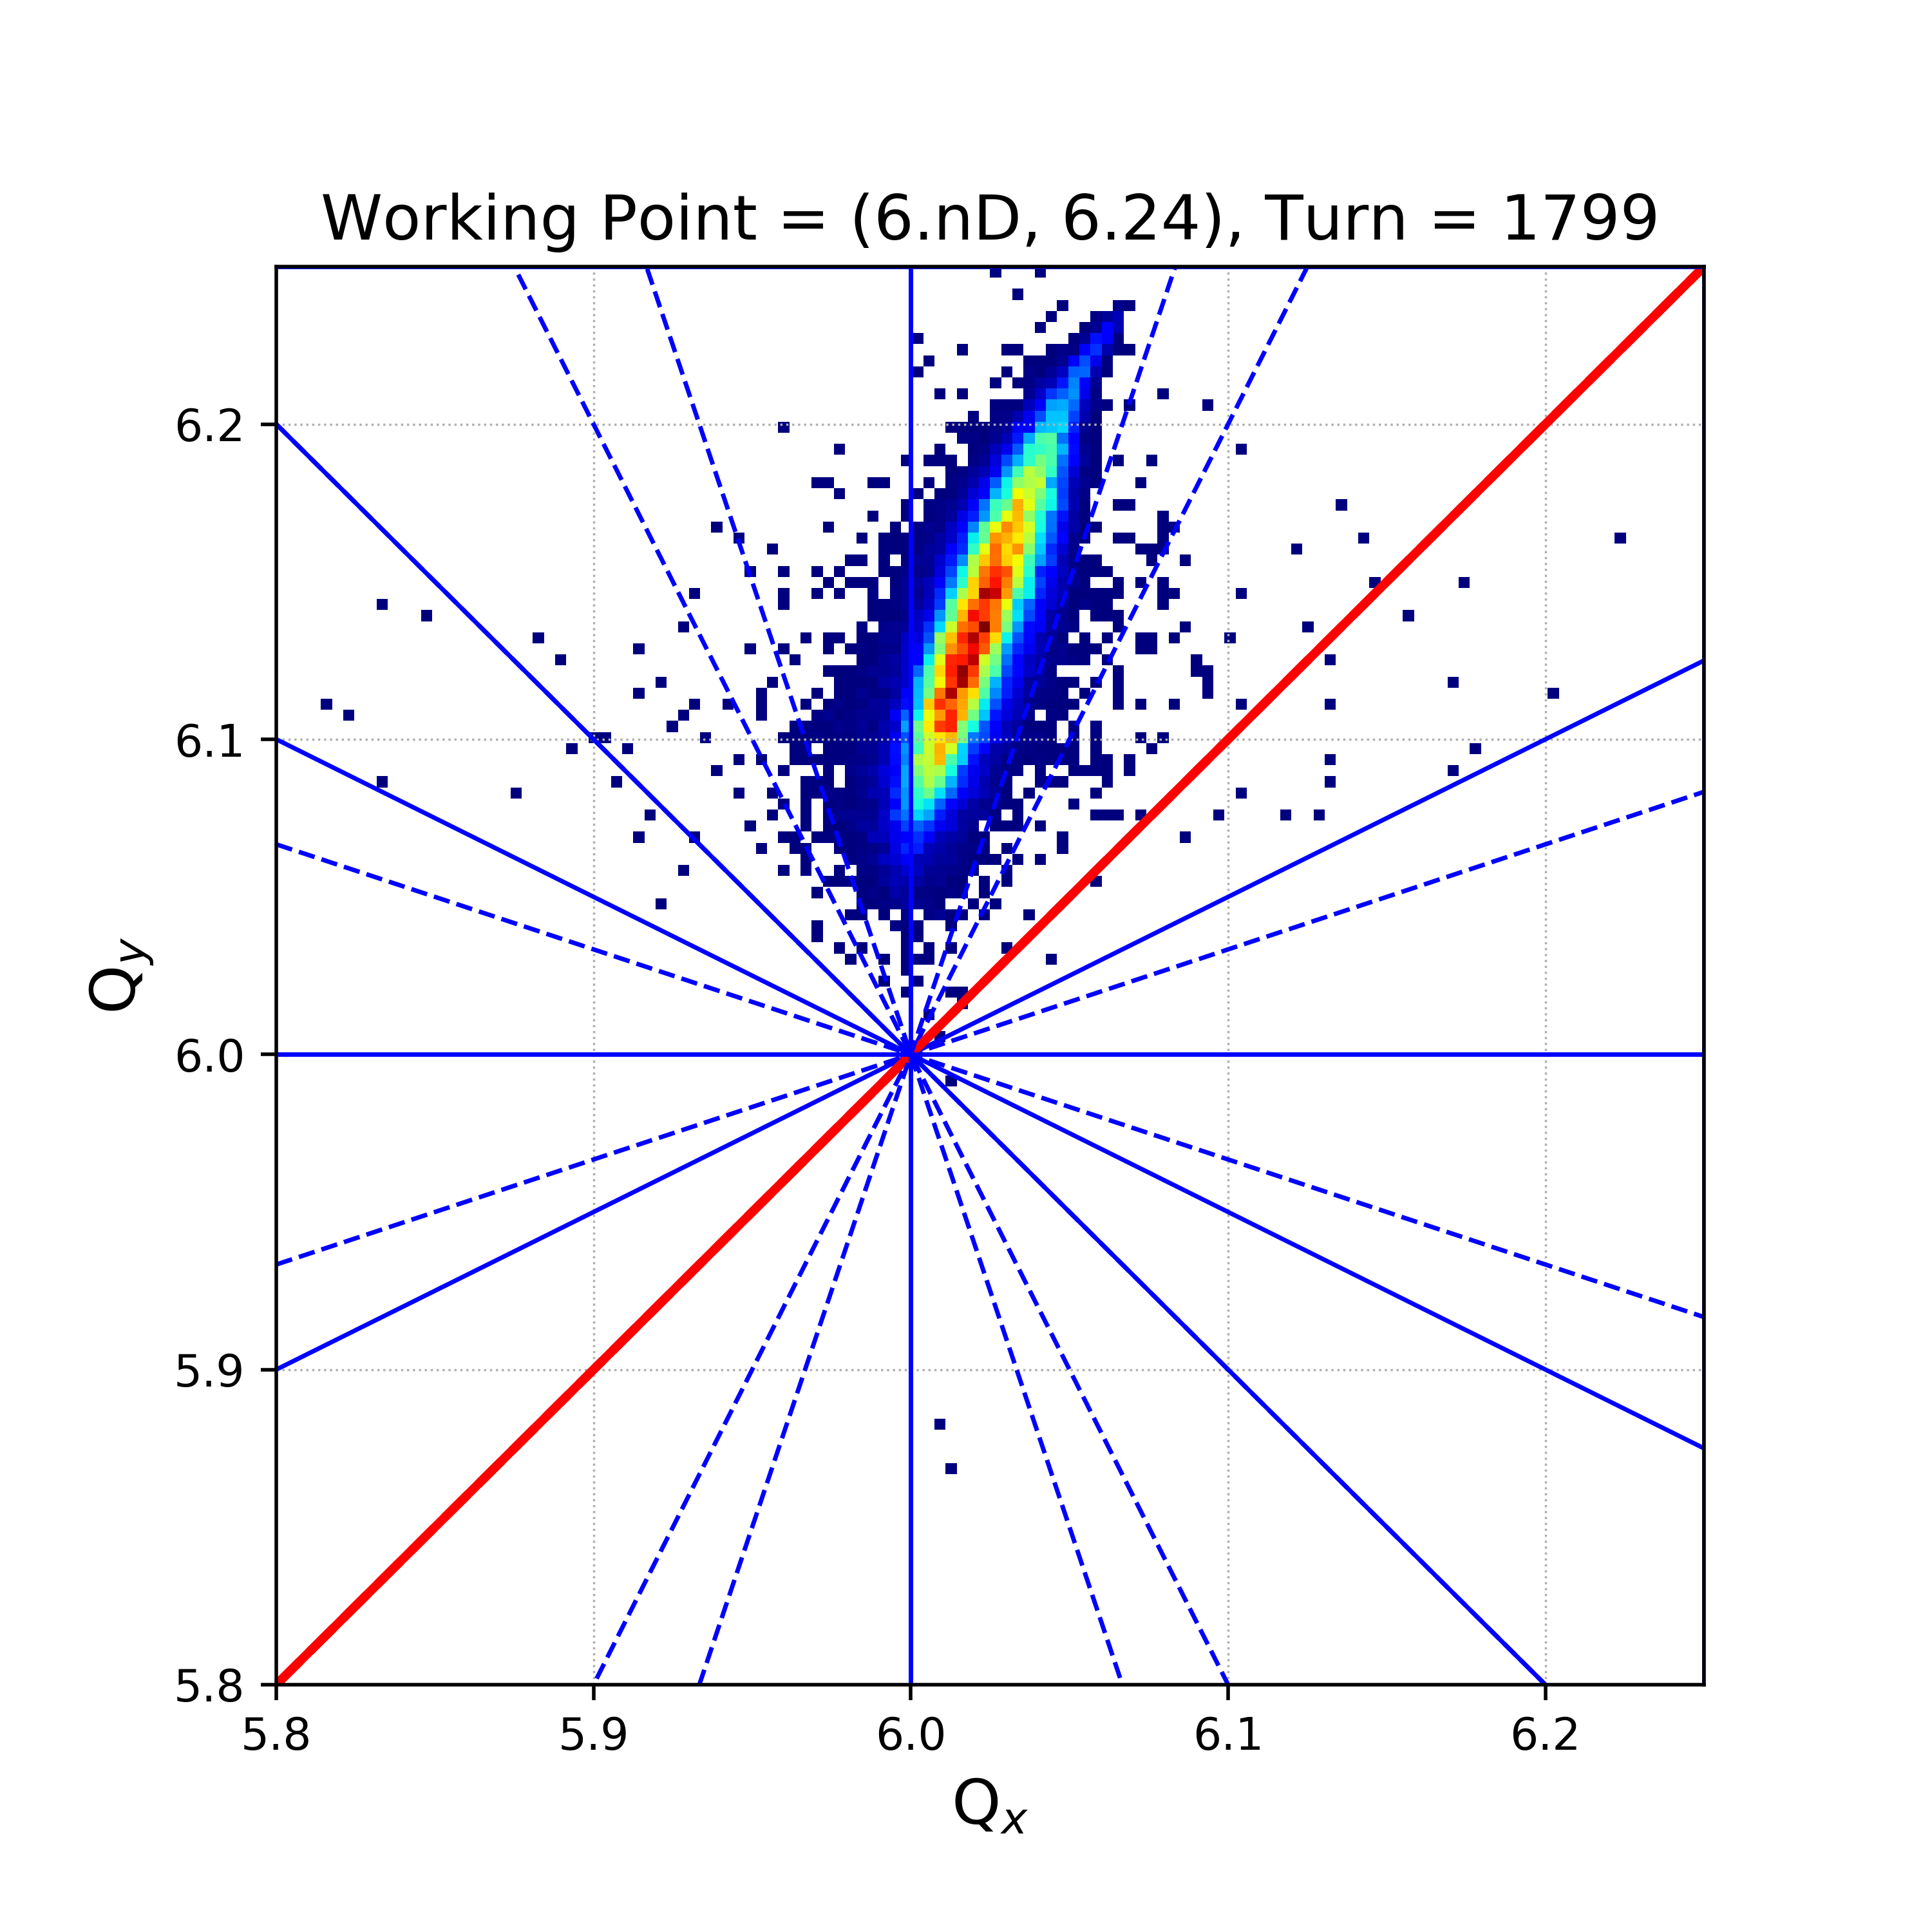 Working Point = (6.nD, 6.24), Turn = 1799
6.2
6.1
6.0
5.9
5.8
Qy
5.8 5.9 6.0 6.1 6.2
Qx